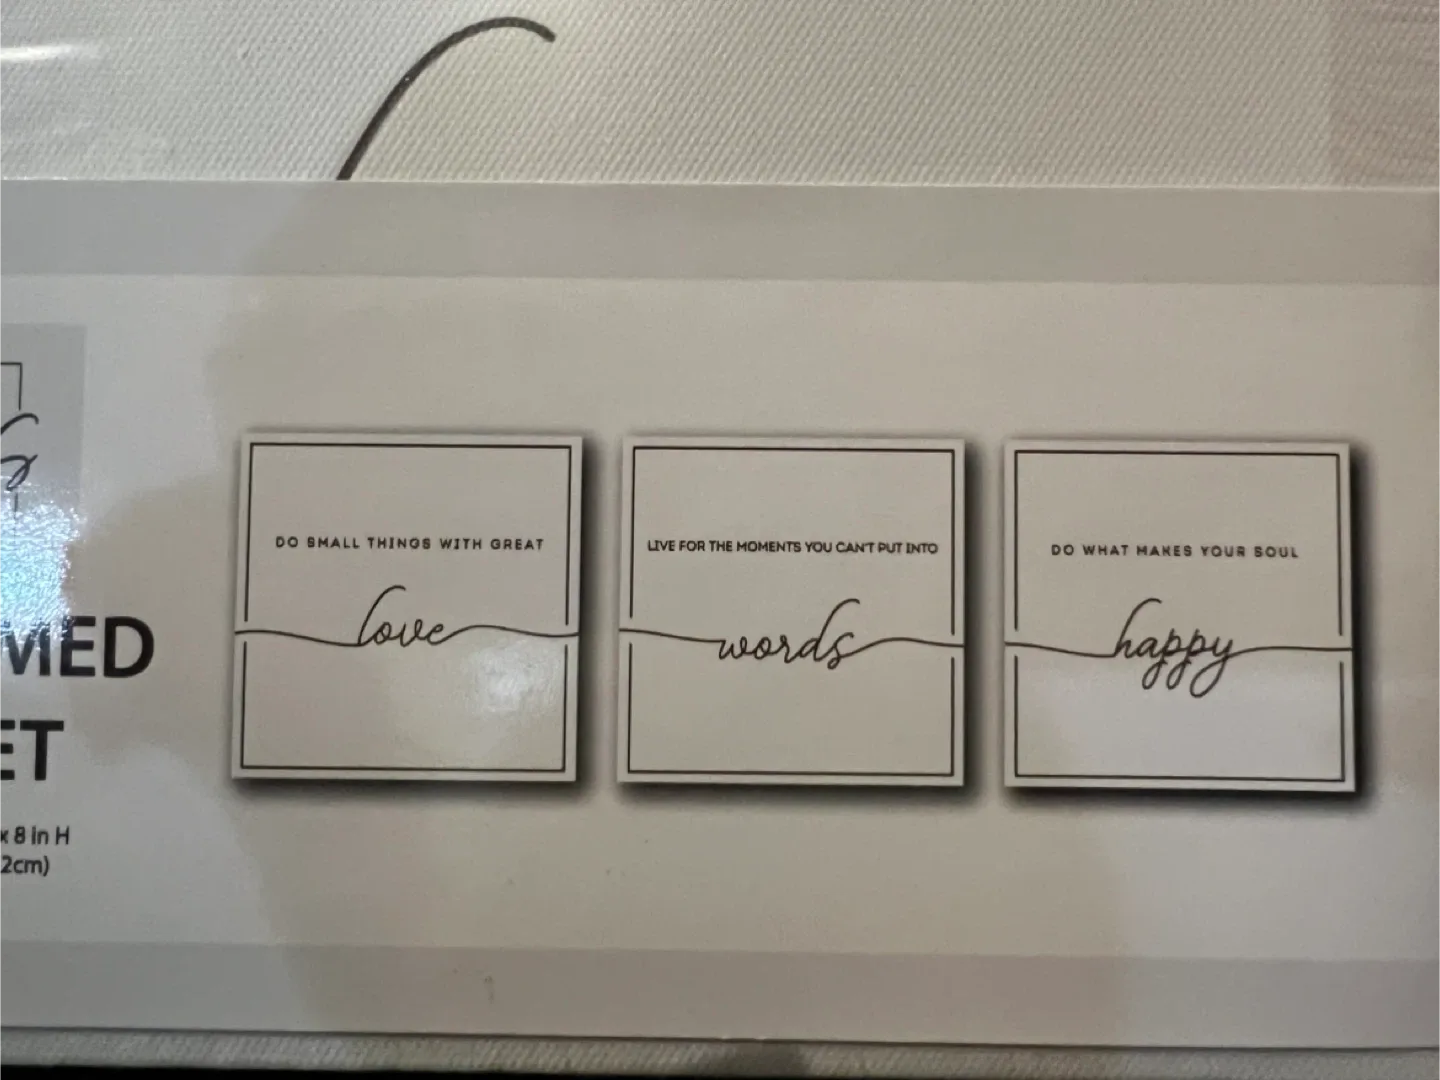 MED
ET
x 8 in H
2cm)
DO SMALL THINGS WITH GREAT
love
LIVE FOR THE MOMENTS YOU CAN'T PUT INTO
words
DO WHAT MAKES YOUR SOUL
happy